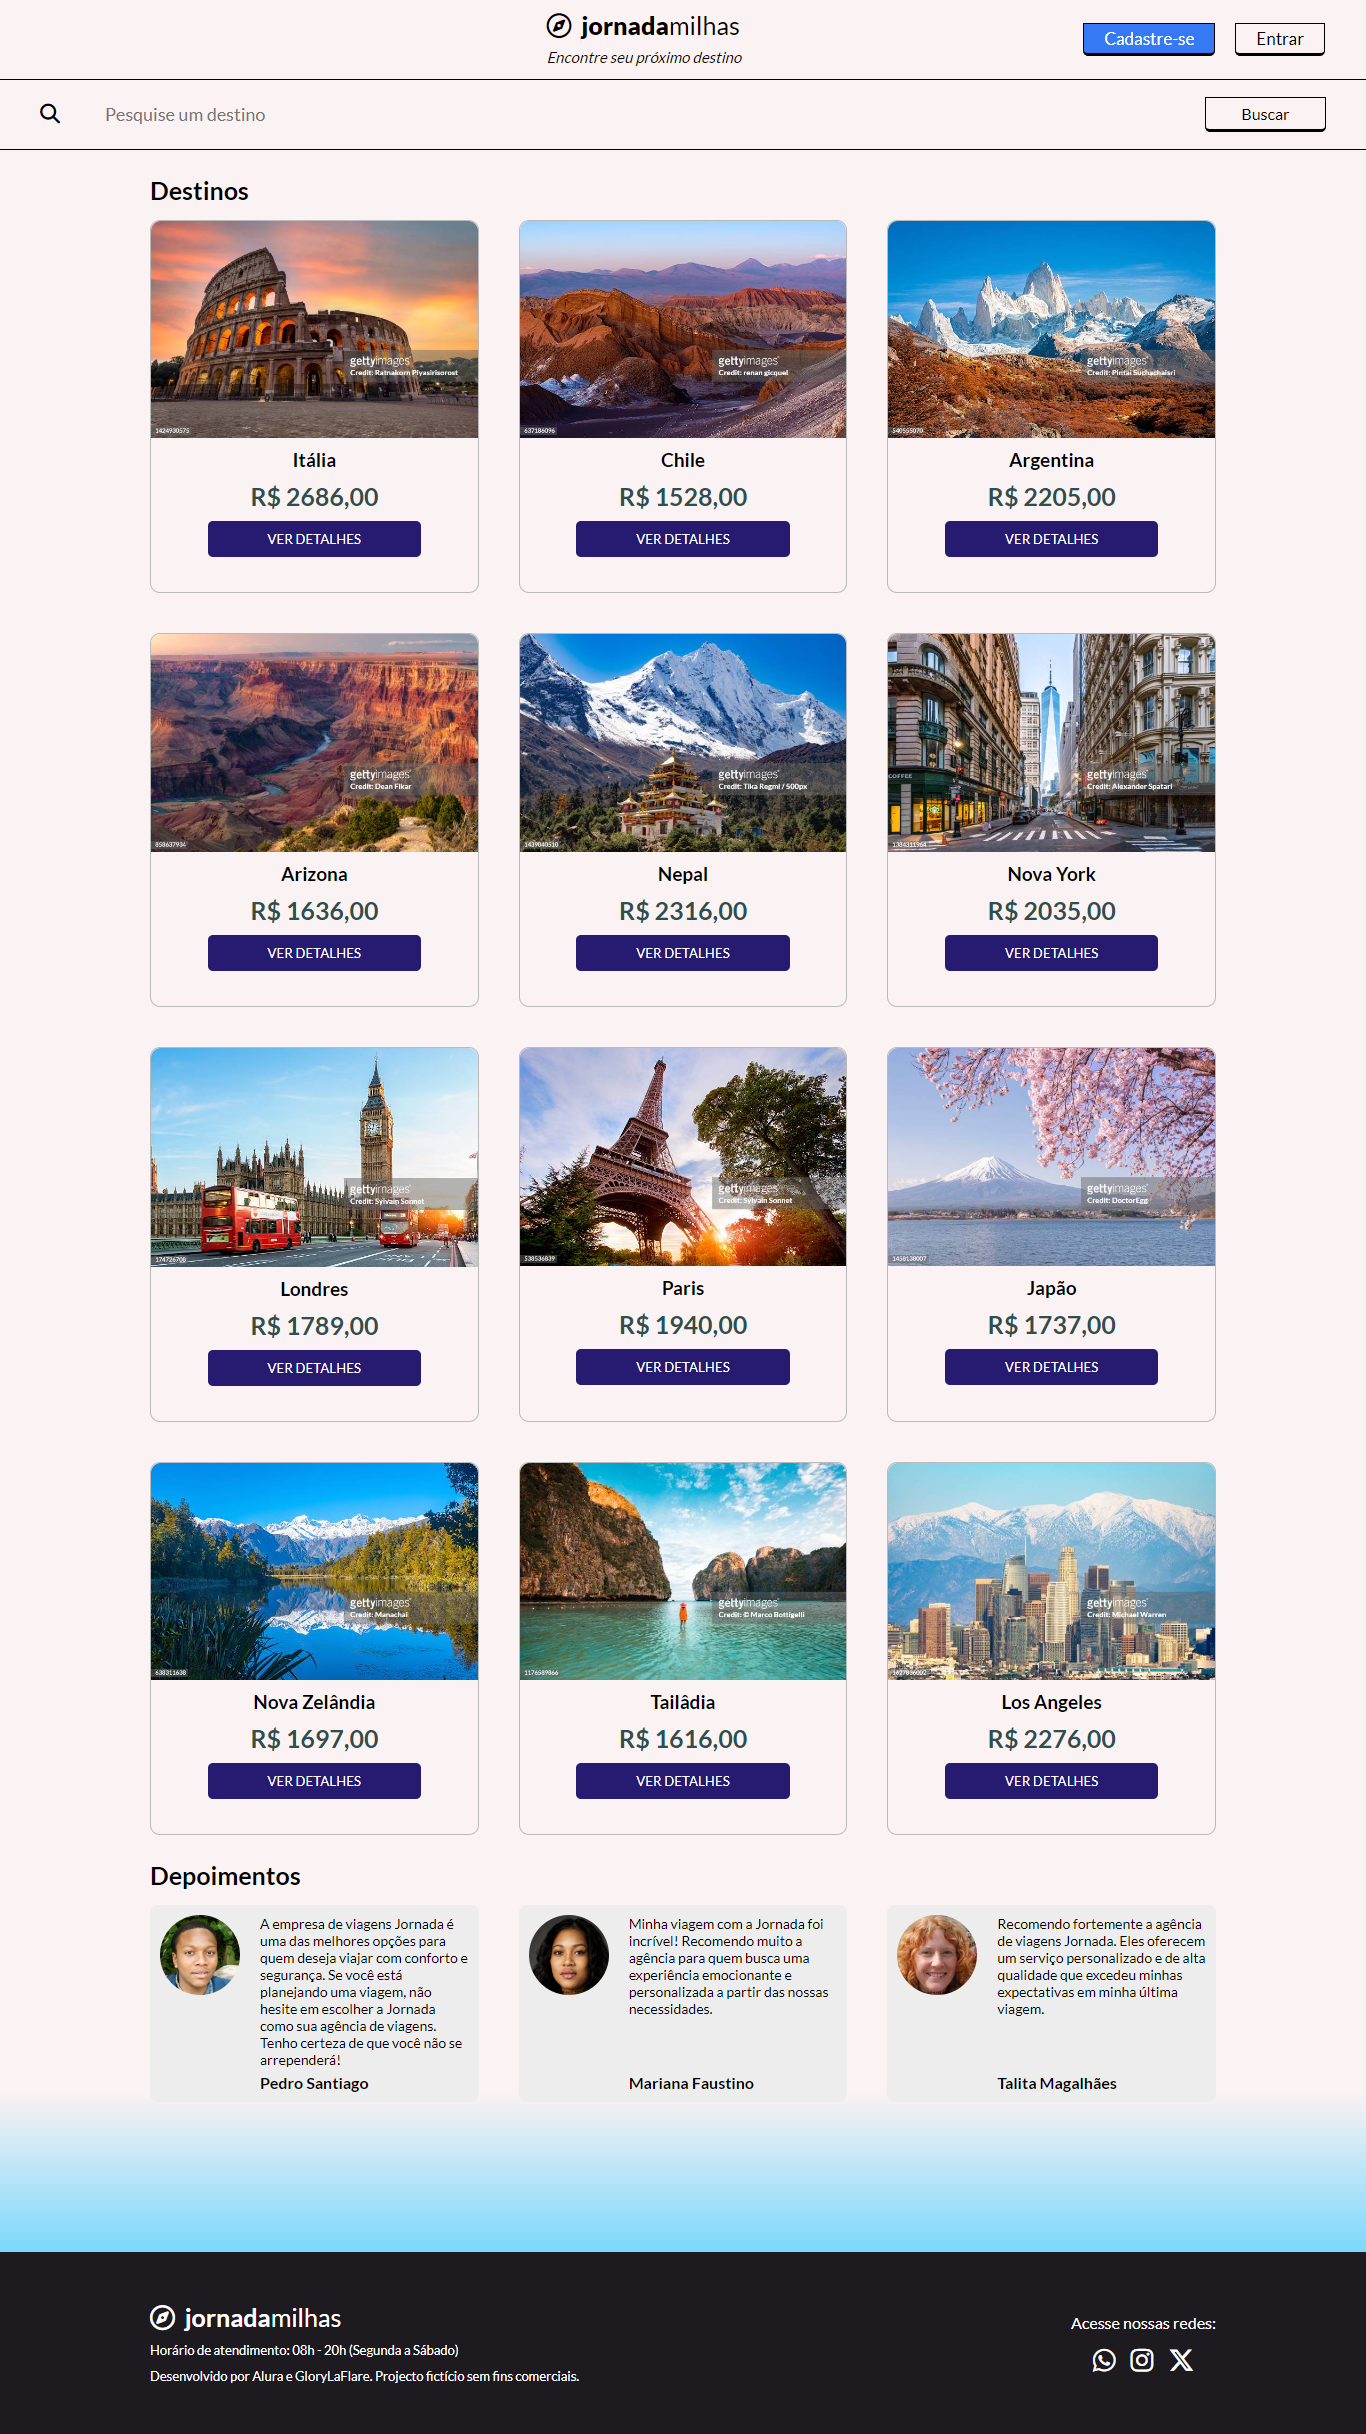 jornadamilhas
Encontre seu próximo destino
Cadastre-se
Entrar
Pesquise um destino
Buscar
Destinos
gettyimages
Credit: Ratnakorn Piyasirisorost
1424930575
gettyimages
Credit: renan gicquel
637186096
gettyimages
Credit: Pintai Suchachaisri
540555070
Itália
Chile
Argentina
R$ 2686,00
R$ 1528,00
R$ 2205,00
VER DETALHES
VER DETALHES
VER DETALHES
gettyimages
Credit: Dean Fikar
858637934
gettyimages
Credit: Tika Regmi / 500px
1439040510
COFFEE
gettyimages
Credit: Alexander Spatari
Arizona
Nepal
Nova York
R$ 1636,00
R$ 2316,00
R$ 2035,00
VER DETALHES
VER DETALHES
VER DETALHES
gettyimages
Credit: Sylvain Sonnet
174726708
gettyimages
Credit: Sylvain Sonnet
538536839
gettyimages
Credit: DoctorEgg
1458138007
Londres
Paris
Japão
R$ 1789,00
R$ 1940,00
R$ 1737,00
VER DETALHES
VER DETALHES
VER DETALHES
gettyimages
Credit: Manachai
638311638
gettyimages
Credit: © Marco Bottigelli
1176589866
gettyimages
Credit: Michael Warren
Nova Zelândia
Tailâdia
Los Angeles
R$ 1697,00
R$ 1616,00
R$ 2276,00
VER DETALHES
VER DETALHES
VER DETALHES
Depoimentos
A empresa de viagens Jornada é
uma das melhores opções para
quem deseja viajar com conforto e
segurança. Se você está
planejando uma viagem, não
hesite em escolher a Jornada
como sua agência de viagens.
Tenho certeza de que você não se
arrependerá!
Pedro Santiago
Minha viagem com a Jornada foi
incrível! Recomendo muito a
agência para quem busca uma
experiência emocionante e
personalizada a partir das nossas
necessidades.
Mariana Faustino
Recomendo fortemente a agência
de viagens Jornada. Eles oferecem
um serviço personalizado e de alta
qualidade que excedeu minhas
expectativas em minha última
viagem.
Talita Magalhães
jornadamilhas
Horário de atendimento: 08h - 20h (Segunda a Sábado)
Desenvolvido por Alura e GloryLaFlare. Projecto fictício sem fins comerciais.
Acesse nossas redes: